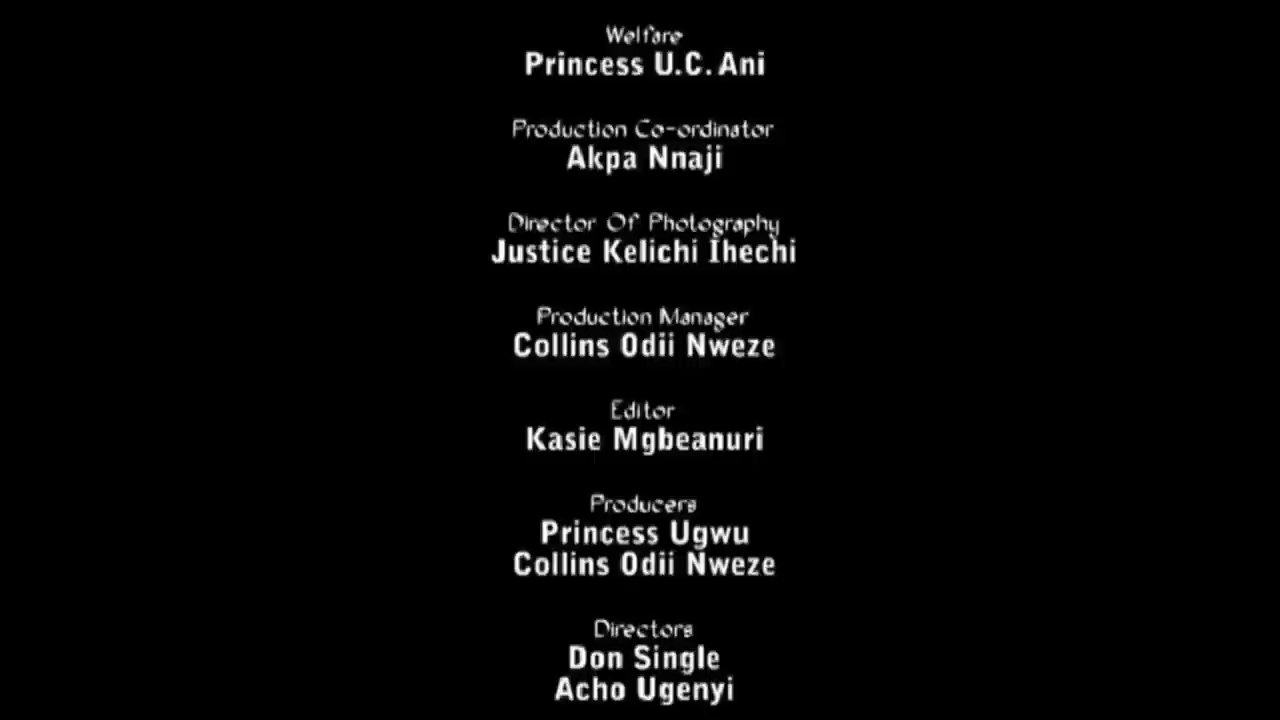 Welfare
Princess U.C. Ani
Production Co-ordinator
Akpa Nnaji
Director Of Photography
Justice Kelichi Ihechi
Production Manager
Collins Odii Nweze
Editor
Kasie Mgbeanuri
Producers
Princess Ugwu
Collins Odii Nweze
Directors
Don Single
Acho Ugenyi